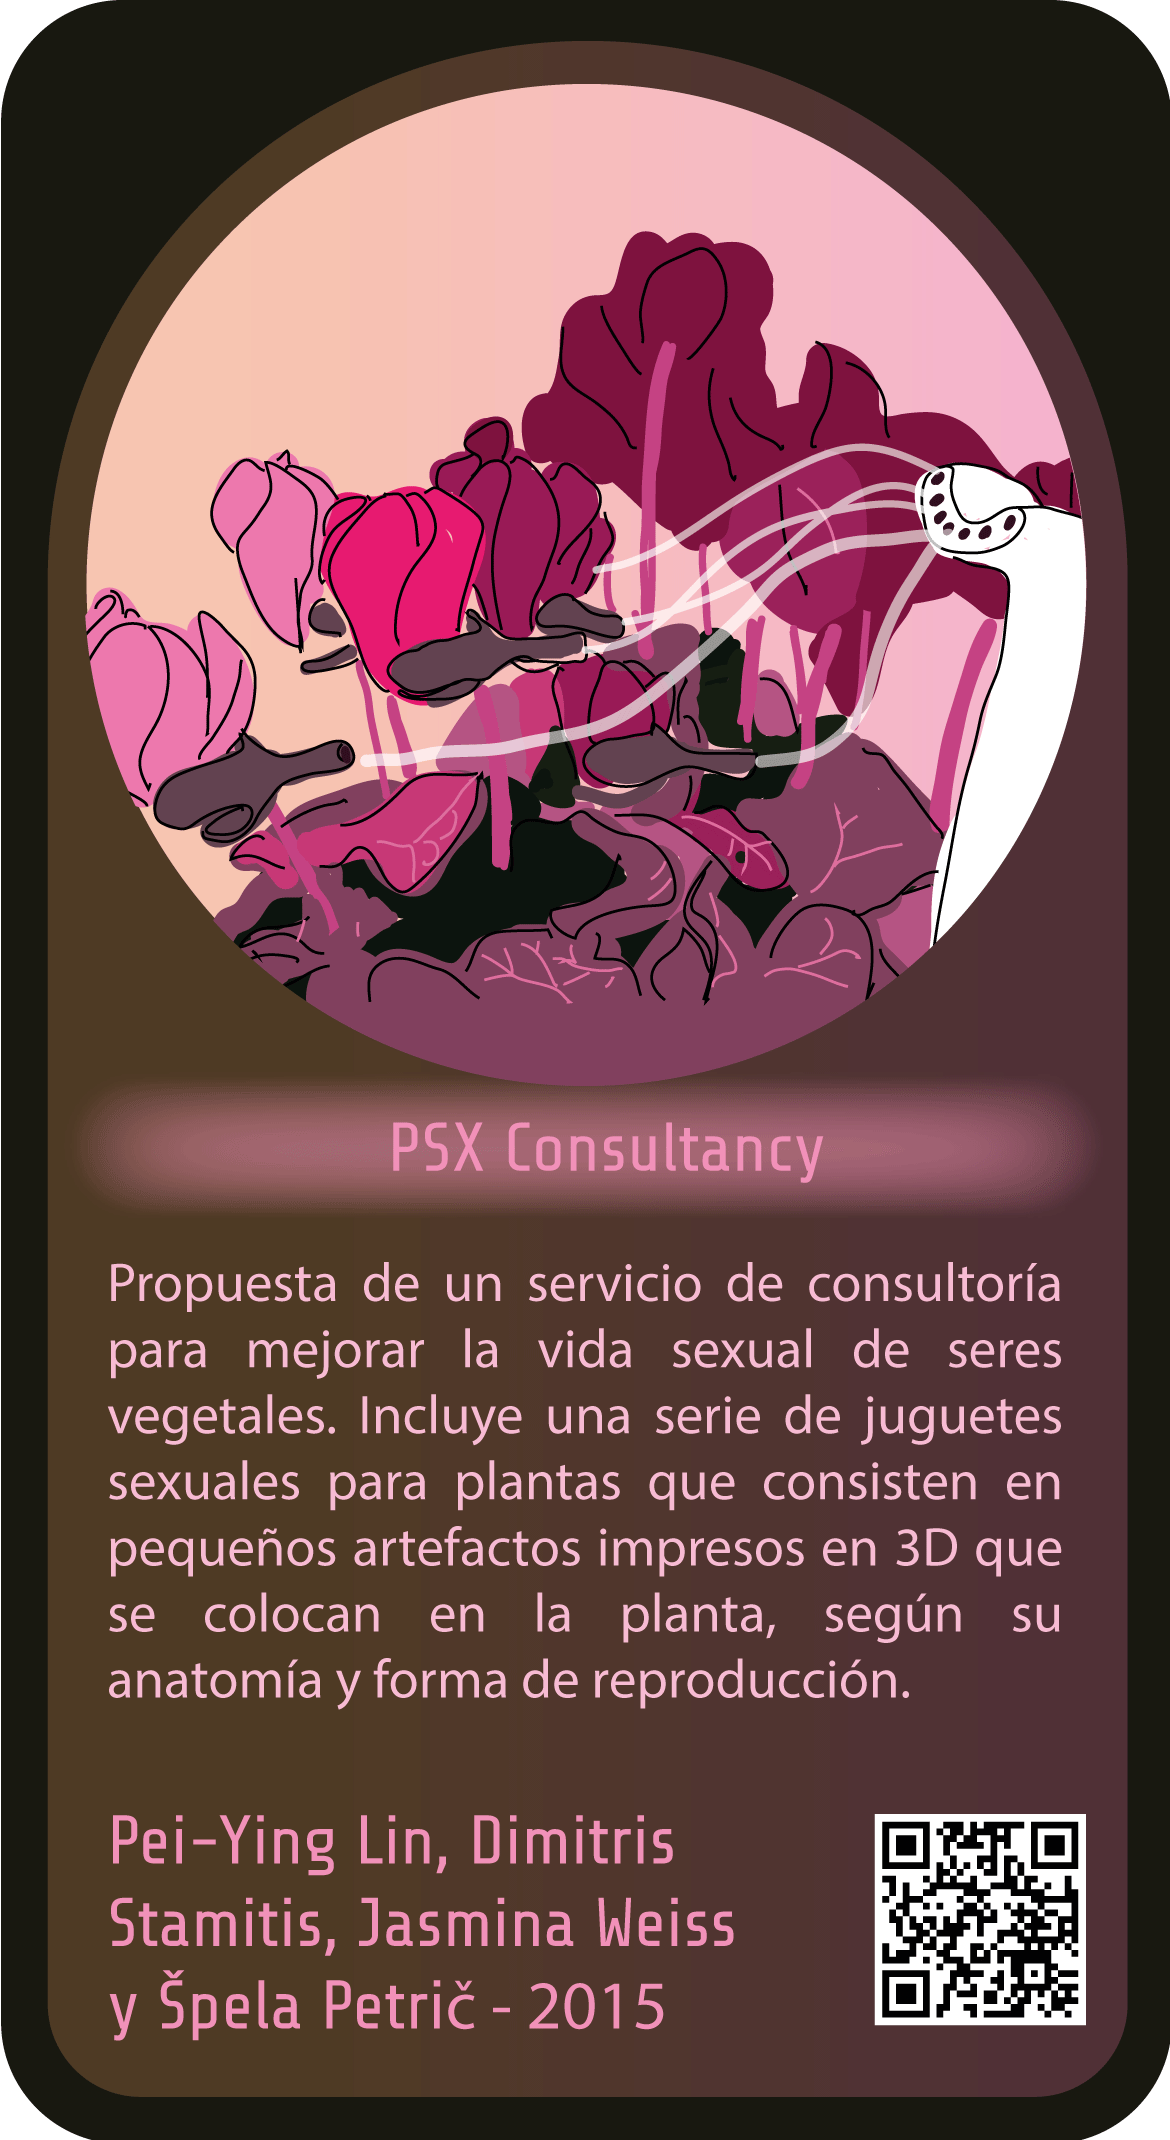 PSX Consultancy
Propuesta de un servicio de consultoría
para mejorar la vida sexual de seres
vegetales. Incluye una serie de juguetes
sexuales para plantas que consisten en
pequeños artefactos impresos en 3D que
se colocan en la planta, según su
anatomía y forma de reproducción.
Pei-Ying Lin, Dimitris
Stamitis, Jasmina Weiss
y Špela Petrič - 2015